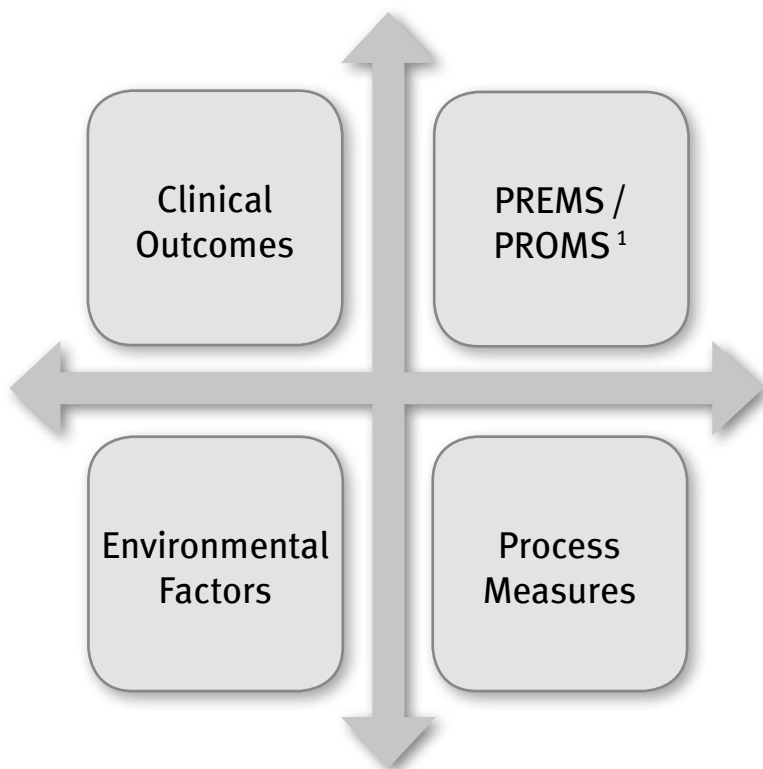 Clinical
Outcomes
PREMS /
PROMS ¹
Environmental
Factors
Process
Measures